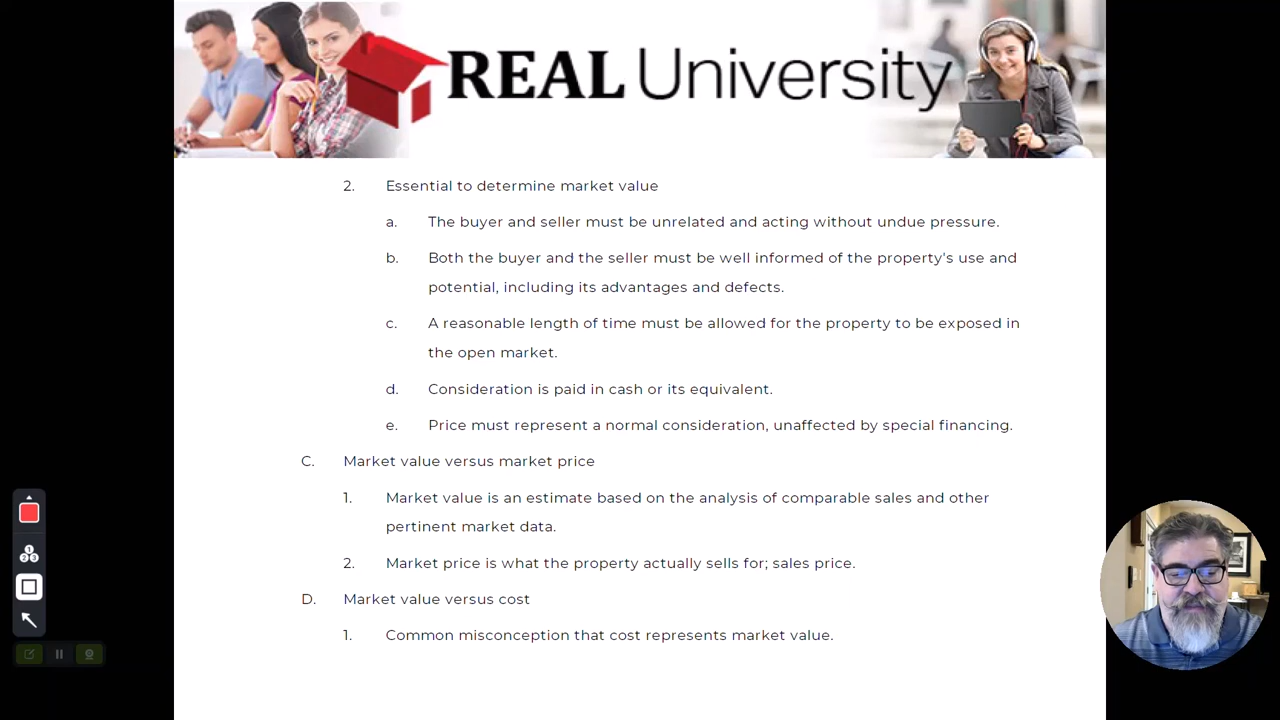 REAL University
2. Essential to determine market value
a. The buyer and seller must be unrelated and acting without undue pressure.
b. Both the buyer and the seller must be well informed of the property's use and
potential, including its advantages and defects.
c. A reasonable length of time must be allowed for the property to be exposed in
the open market.
d. Consideration is paid in cash or its equivalent.
e. Price must represent a normal consideration, unaffected by special financing.
C. Market value versus market price
1. Market value is an estimate based on the analysis of comparable sales and other
pertinent market data.
2. Market price is what the property actually sells for; sales price.
D. Market value versus cost
1. Common misconception that cost represents market value.